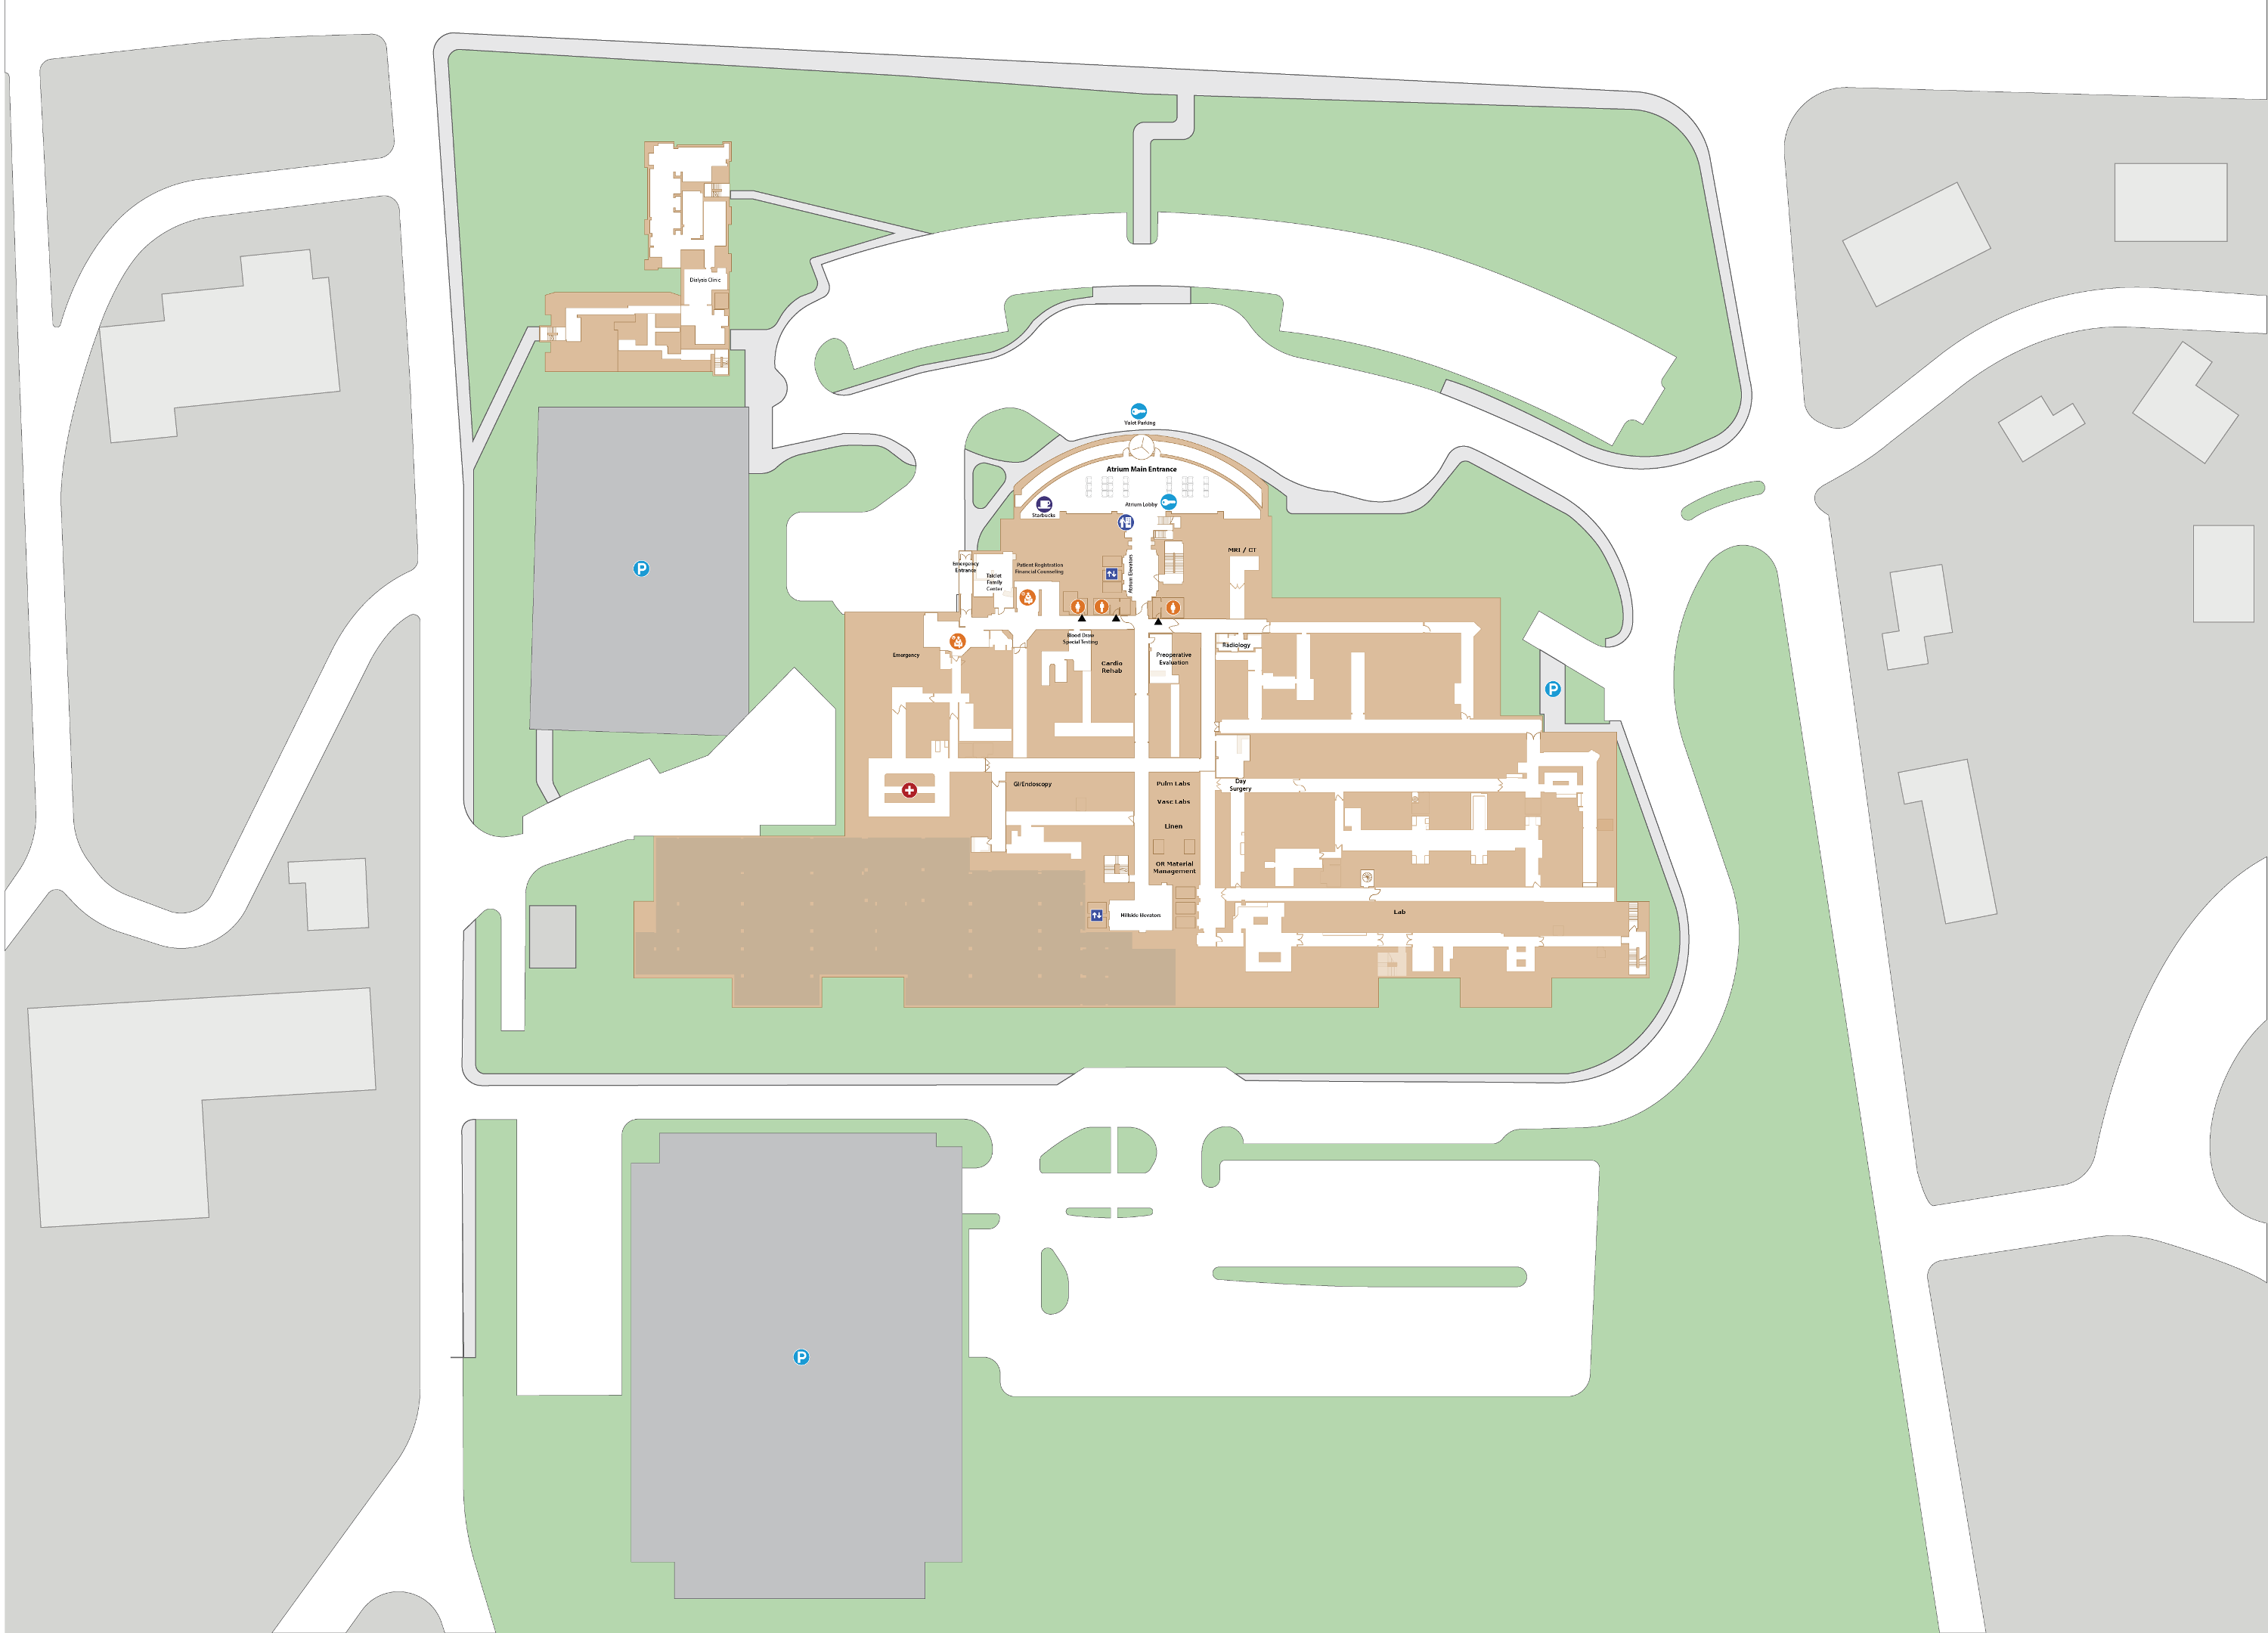 Dialysis Clinic
Valet Parking
Atrium Main Entrance
Atrium Lobby
Starbucks
MRI / CT
Emergency
Entrance
Patient Registration
Financial Counseling
Atrium Elevators
Family
Center
Blood Draw
Special Testing
Emergency
Cardio
Rehab
Preoperative
Evaluation
Radiology
GI/Endoscopy
Pulm Labs
Day
Surgery
Vasc Labs
Linen
OR Material
Management
Hillside Elevators
Lab
P
P
P